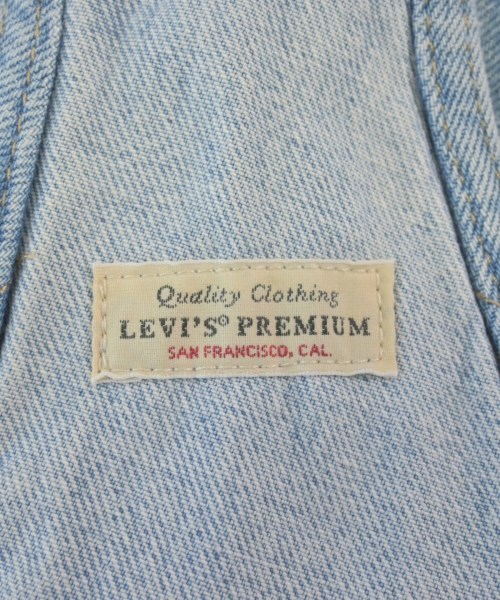 Quality Clothing
LEVI'S® PREMIUM
SAN FRANCISCO, CAL.